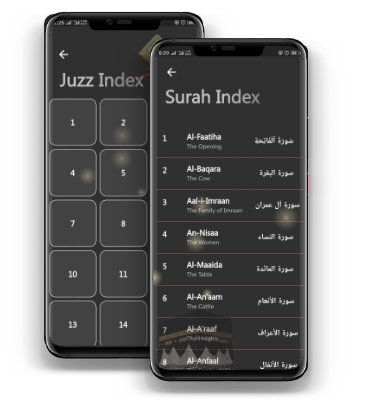 Juzz Index
1
2
4
5
7
8
10
11
13
14
Surah Index
1 Al-Faatiha سورة ٱلْفَاتِحَةِ
The Opening
2 Al-Baqara سورة البقرة
The Cow
3 Aal-i-Imraan سورة آل عمران
The Family of Imraan
4 An-Nisaa سورة النساء
The Women
5 Al-Maaida سورة المائدة
The Table
6 Al-An'aam سورة الأنعام
The Cattle
7 Al-A'raaf سورة الأعراف
The Heights
8 Al-Anfaal سورة الأنفال